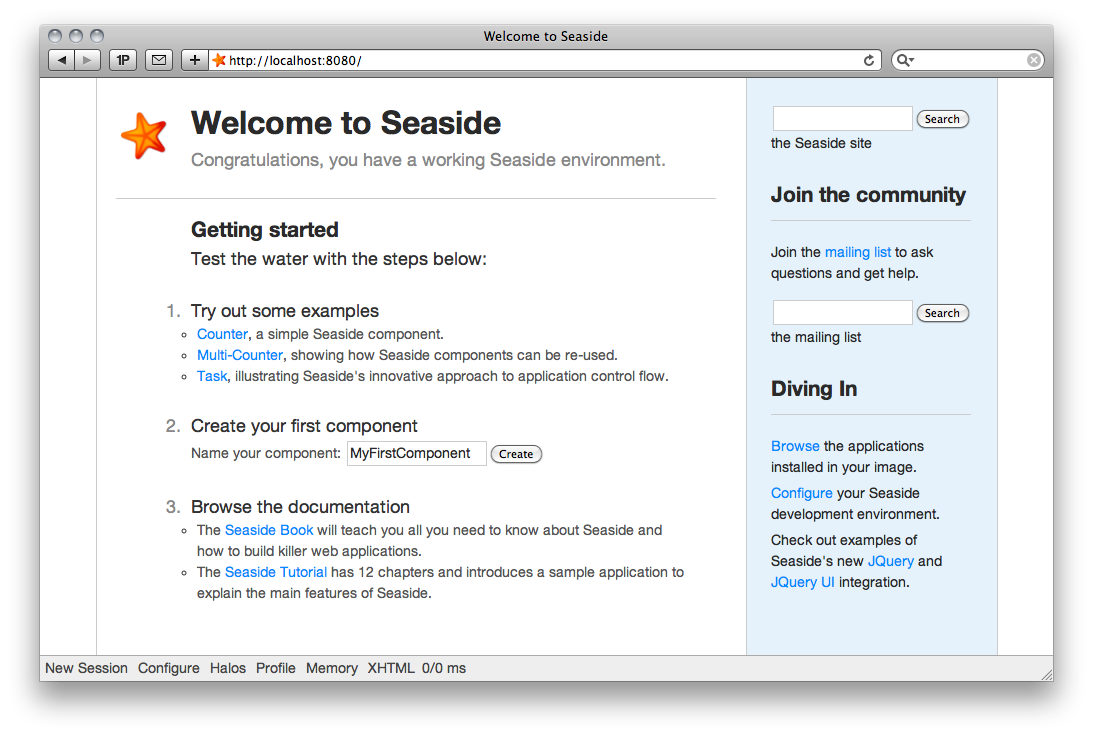 Welcome to Seaside
1P
+
http://localhost:8080/
Welcome to Seaside
Congratulations, you have a working Seaside environment.
Getting started
Test the water with the steps below:
1. Try out some examples
Counter, a simple Seaside component.
Multi-Counter, showing how Seaside components can be re-used.
Task, illustrating Seaside's innovative approach to application control flow.
2. Create your first component
Name your component: MyFirstComponent Create
3. Browse the documentation
The Seaside Book will teach you all you need to know about Seaside and
how to build killer web applications.
The Seaside Tutorial has 12 chapters and introduces a sample application to
explain the main features of Seaside.
Search
the Seaside site
Join the community
Join the mailing list to ask
questions and get help.
Search
the mailing list
Diving In
Browse the applications
installed in your image.
Configure your Seaside
development environment.
Check out examples of
Seaside's new JQuery and
JQuery UI integration.
New Session Configure Halos Profile Memory XHTML 0/0 ms